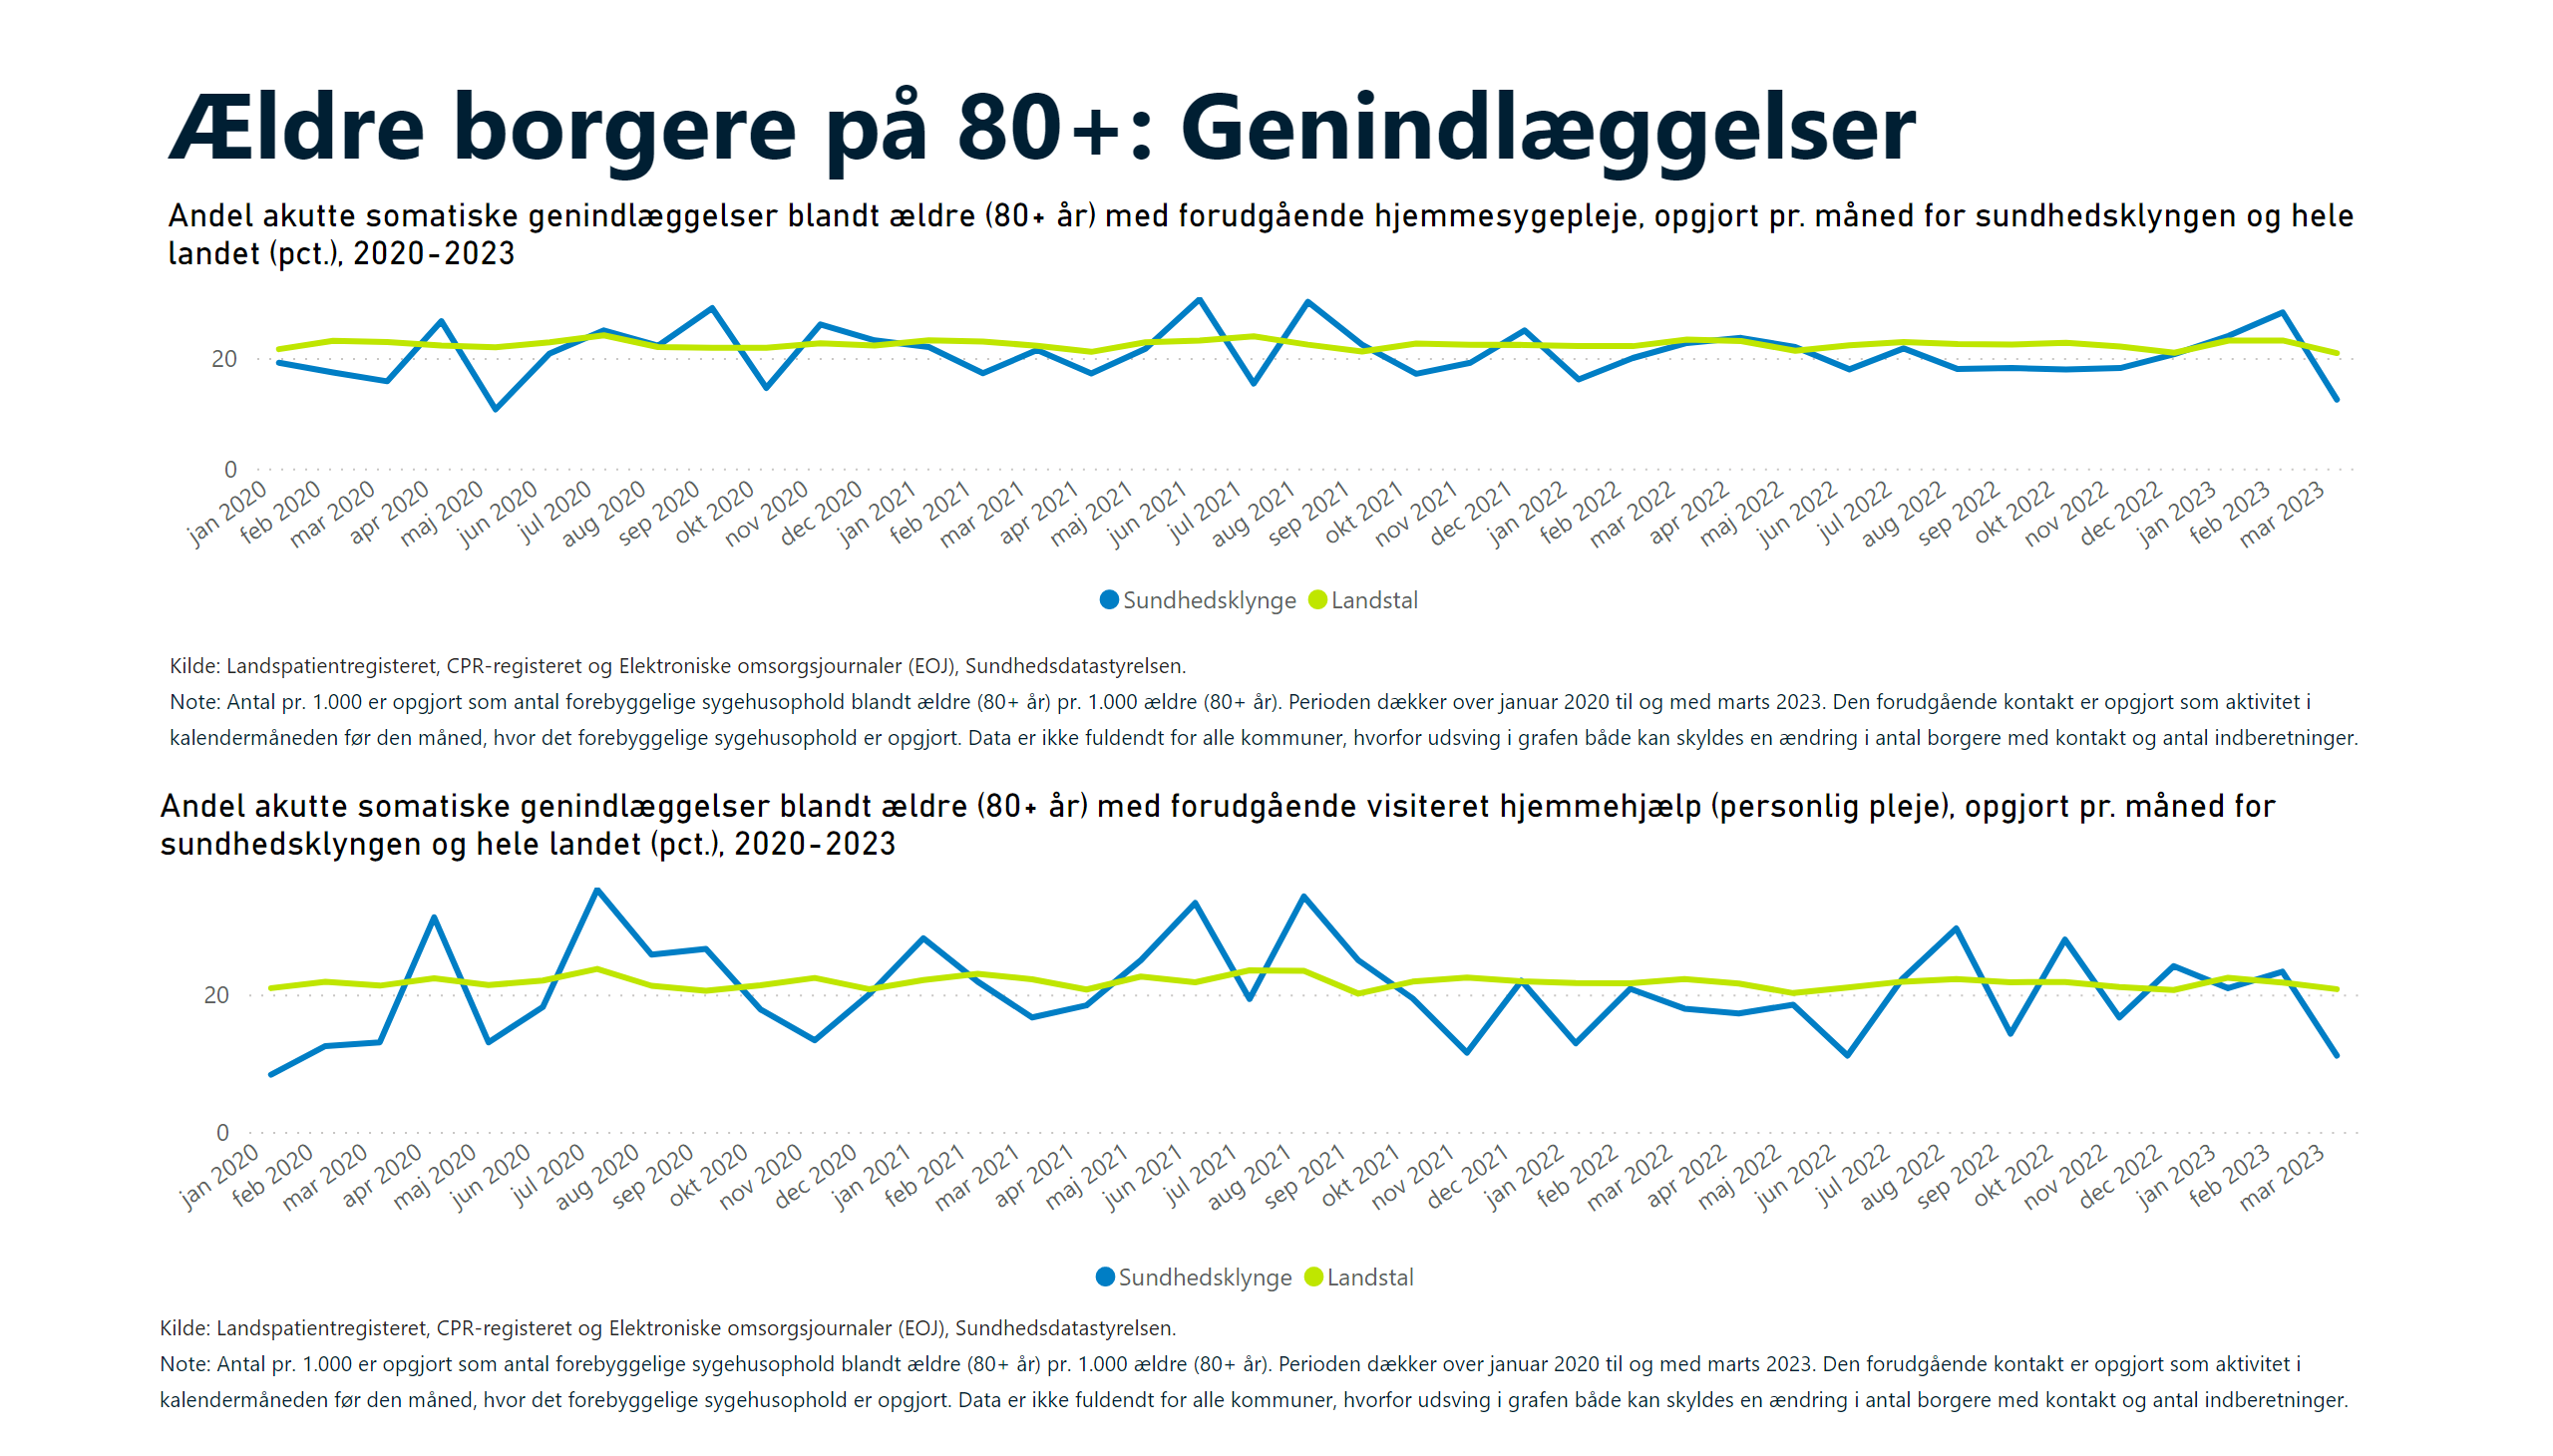 Ældre borgere på 80+: Genindlæggelser
Andel akutte somatiske genindlæggelser blandt ældre (80+ år) med forudgående hjemmesygepleje, opgjort pr. måned for sundhedsklyngen og hele
landet (pct.), 2020-2023
20
0
jan 2020
feb 2020
mar 2020
apr 2020
maj 2020
jun 2020
jul 2020
aug 2020
sep 2020
okt 2020
nov 2020
dec 2020
jan 2021
feb 2021
mar 2021
apr 2021
maj 2021
jun 2021
jul 2021
aug 2021
sep 2021
okt 2021
nov 2021
dec 2021
jan 2022
feb 2022
mar 2022
apr 2022
maj 2022
jun 2022
jul 2022
aug 2022
sep 2022
okt 2022
nov 2022
dec 2022
jan 2023
feb 2023
mar 2023
Sundhedsklynge Landstal
Kilde: Landspatientregisteret, CPR-registeret og Elektroniske omsorgsjournaler (EOJ), Sundhedsdatastyrelsen.
Note: Antal pr. 1.000 er opgjort som antal forebyggelige sygehusophold blandt ældre (80+ år) pr. 1.000 ældre (80+ år). Perioden dækker over januar 2020 til og med marts 2023. Den forudgående kontakt er opgjort som aktivitet i
kalendermåneden før den måned, hvor det forebyggelige sygehusophold er opgjort. Data er ikke fuldendt for alle kommuner, hvorfor udsving i grafen både kan skyldes en ændring i antal borgere med kontakt og antal indberetninger.
Andel akutte somatiske genindlæggelser blandt ældre (80+ år) med forudgående visiteret hjemmehjælp (personlig pleje), opgjort pr. måned for
sundhedsklyngen og hele landet (pct.), 2020-2023
20
0
jan 2020
feb 2020
mar 2020
apr 2020
maj 2020
jun 2020
jul 2020
aug 2020
sep 2020
okt 2020
nov 2020
dec 2020
jan 2021
feb 2021
mar 2021
apr 2021
maj 2021
jun 2021
jul 2021
aug 2021
sep 2021
okt 2021
nov 2021
dec 2021
jan 2022
feb 2022
mar 2022
apr 2022
maj 2022
jun 2022
jul 2022
aug 2022
sep 2022
okt 2022
nov 2022
dec 2022
jan 2023
feb 2023
mar 2023
Sundhedsklynge Landstal
Kilde: Landspatientregisteret, CPR-registeret og Elektroniske omsorgsjournaler (EOJ), Sundhedsdatastyrelsen.
Note: Antal pr. 1.000 er opgjort som antal forebyggelige sygehusophold blandt ældre (80+ år) pr. 1.000 ældre (80+ år). Perioden dækker over januar 2020 til og med marts 2023. Den forudgående kontakt er opgjort som aktivitet i
kalendermåneden før den måned, hvor det forebyggelige sygehusophold er opgjort. Data er ikke fuldendt for alle kommuner, hvorfor udsving i grafen både kan skyldes en ændring i antal borgere med kontakt og antal indberetninger.